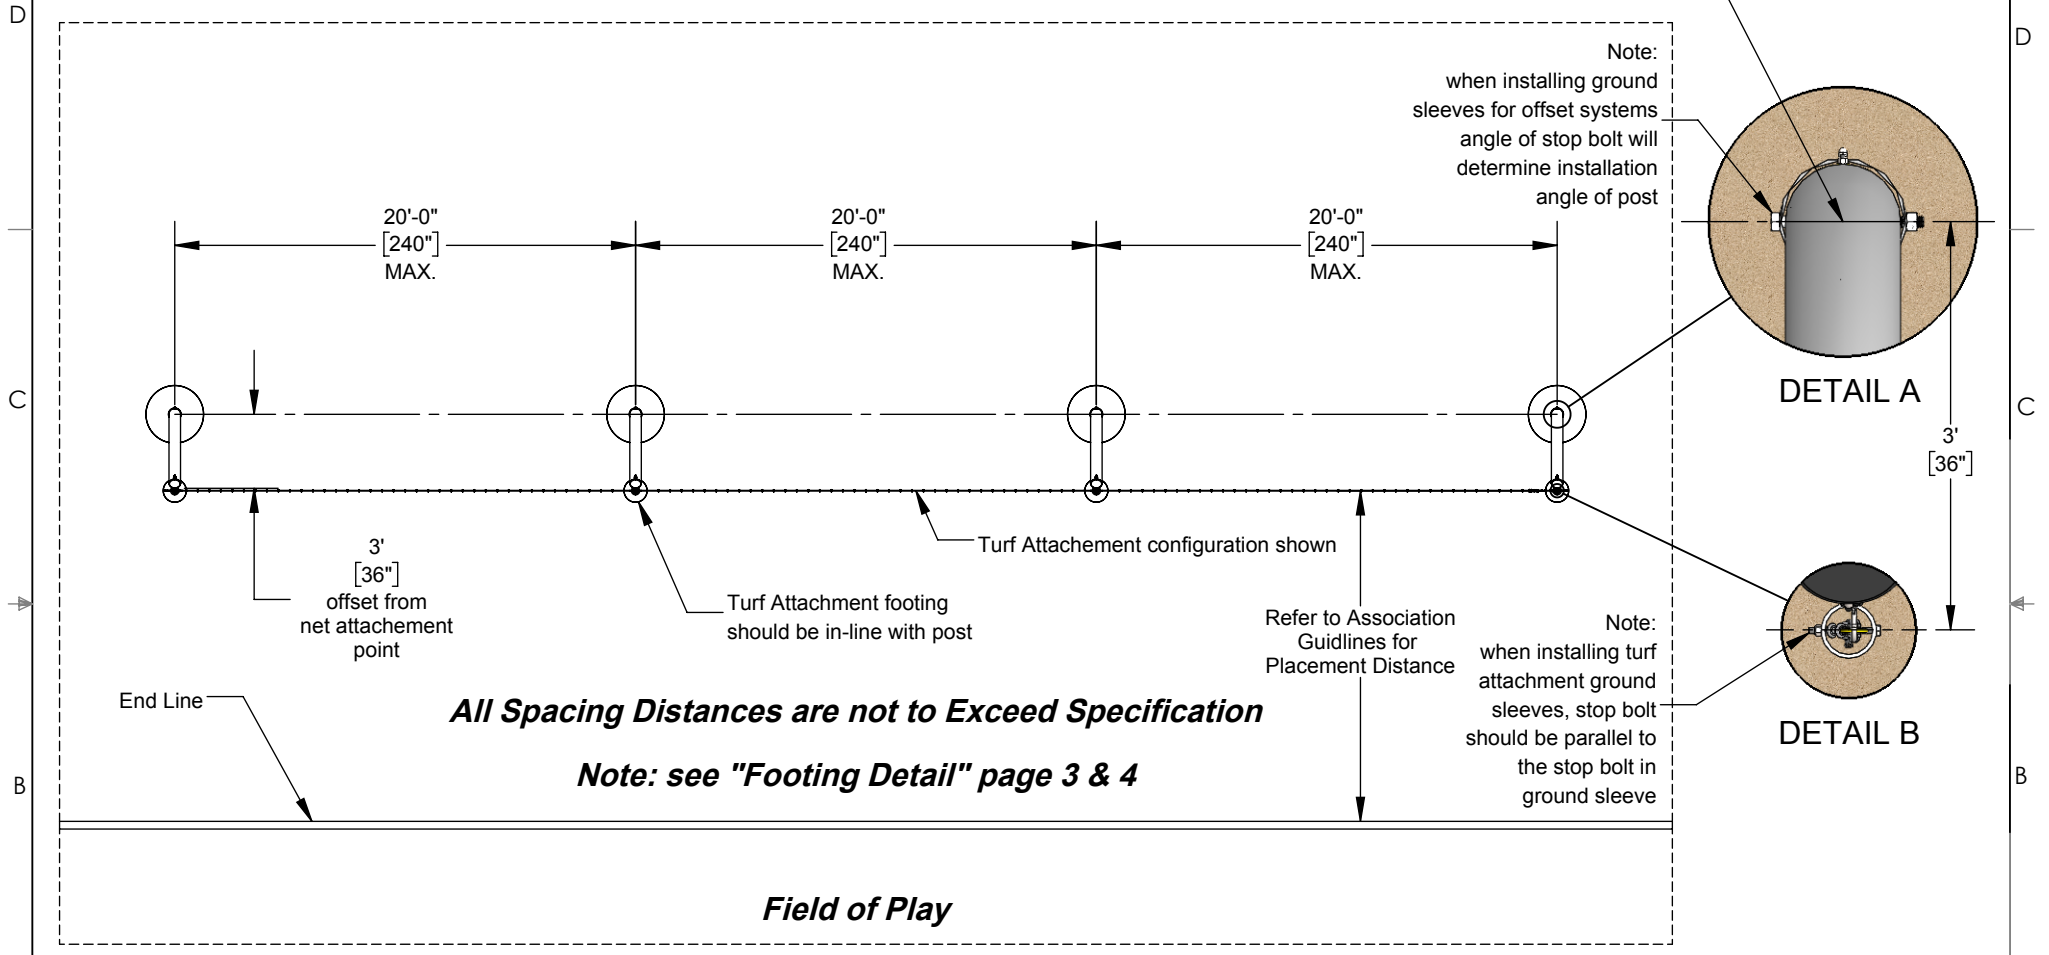 D
D
Note:
when installing ground
sleeves for offset systems
angle of stop bolt will
determine installation
angle of post
20'-0"
[240"]
MAX.
20'-0"
[240"]
MAX.
20'-0"
[240"]
MAX.
DETAIL A
C
C
3'
[36"]
3'
[36"]
offset from
net attachement
point
Turf Attachement configuration shown
Turf Attachment footing
should be in-line with post
Refer to Association
Guidlines for
Placement Distance
Note:
when installing turf
attachment ground
sleeves, stop bolt
should be parallel to
the stop bolt in
ground sleeve
DETAIL B
End Line
All Spacing Distances are not to Exceed Specification
Note: see "Footing Detail" page 3 & 4
B
B
Field of Play